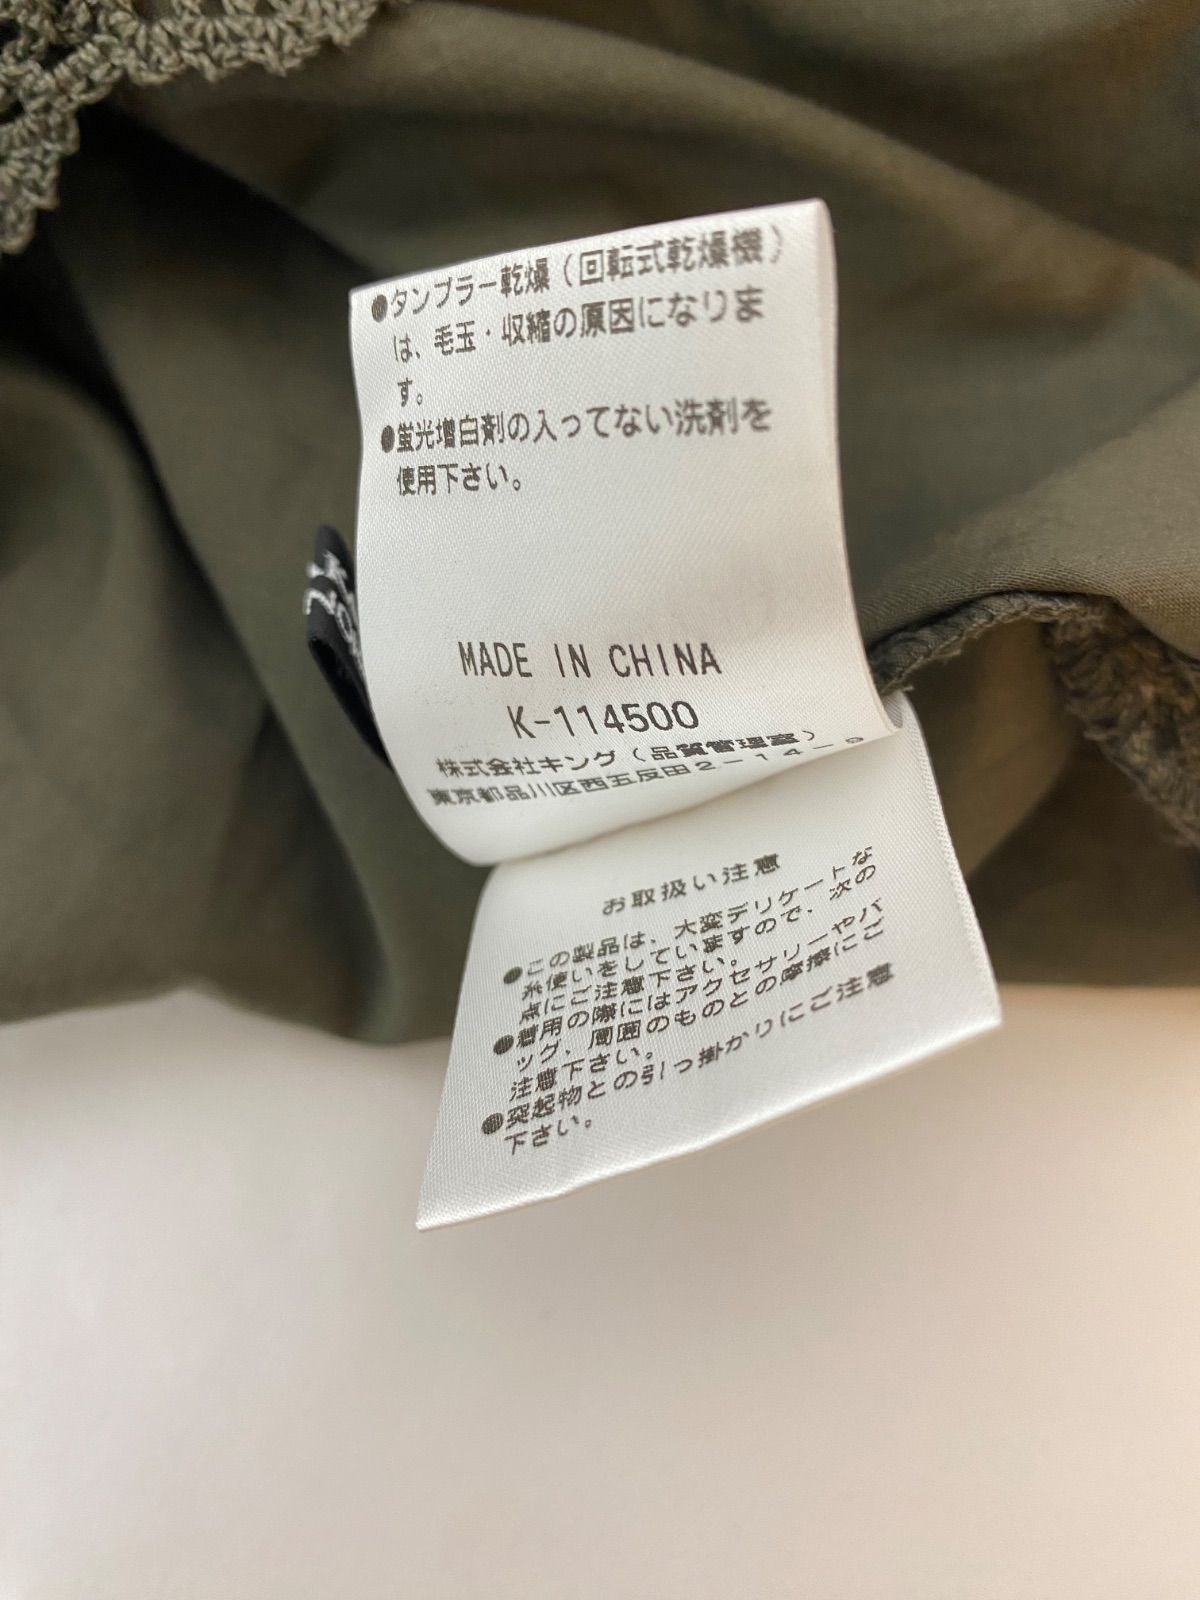 ●タンブラー乾燥(回転式乾燥機)
は、毛玉・収縮の原因になりま
す。
●蛍光増白剤の入ってない洗剤を
使用下さい。
MADE IN CHINA
K-114500
株式会社キング(品質管理室)
東京都品川区西五反田2-14-9
お取扱い注意
●この製品は、大変デリケートな
糸使いをしていますので、次の
点にご注意下さい。
●着用の際にはアクセサリーやバ
ッグ、周囲のものとの摩擦にご
注意下さい。
●突起物との引っ掛かりにご注意
下さい。